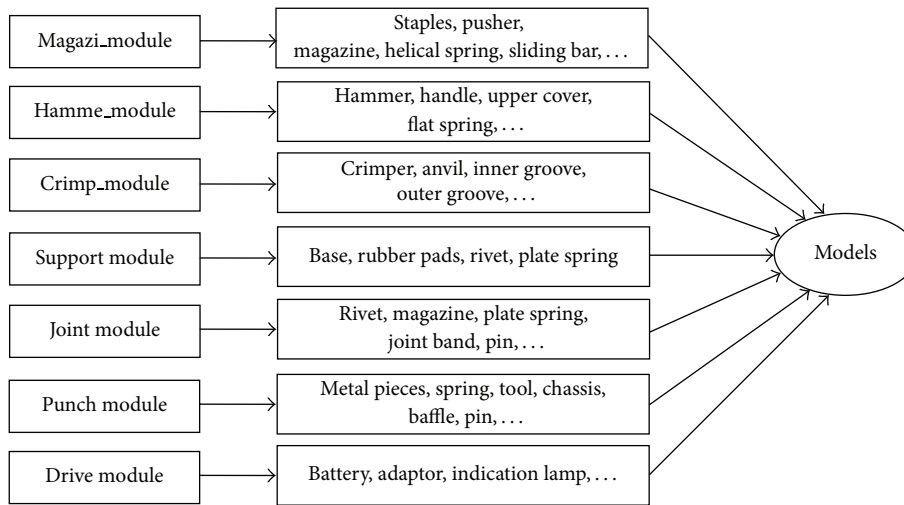 Magazi_module
Staples, pusher,
magazine, helical spring, sliding bar, . . .
Hamme_module
Hammer, handle, upper cover,
flat spring, . . .
Crimp_module
Crimper, anvil, inner groove,
outer groove, . . .
Support module
Base, rubber pads, rivet, plate spring
Models
Joint module
Rivet, magazine, plate spring,
joint band, pin, . . .
Punch module
Metal pieces, spring, tool, chassis,
baffle, pin, . . .
Drive module
Battery, adaptor, indication lamp, . . .